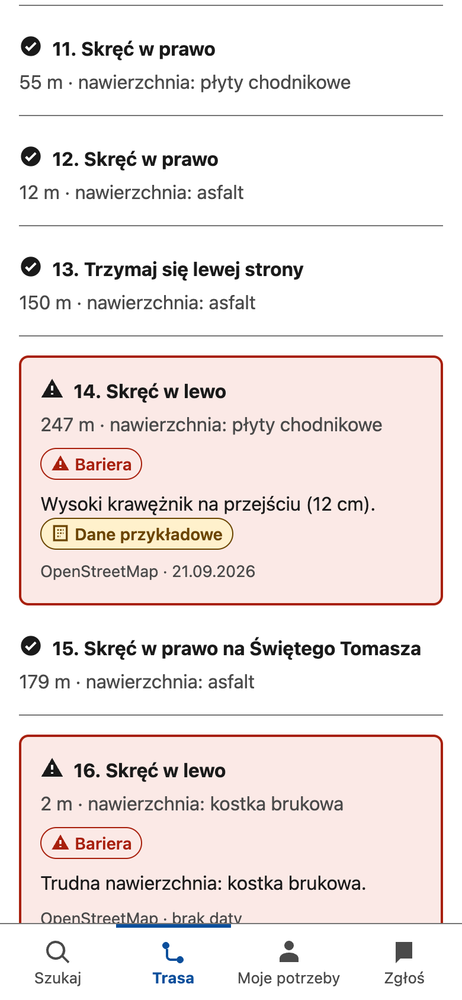 11. Skręć w prawo
55 m · nawierzchnia: płyty chodnikowe
12. Skręć w prawo
12 m · nawierzchnia: asfalt
13. Trzymaj się lewej strony
150 m · nawierzchnia: asfalt
14. Skręć w lewo
247 m · nawierzchnia: płyty chodnikowe
Bariera
Wysoki krawężnik na przejściu (12 cm).
Dane przykładowe
OpenStreetMap · 21.09.2026
15. Skręć w prawo na Świętego Tomasza
179 m · nawierzchnia: asfalt
16. Skręć w lewo
2 m · nawierzchnia: kostka brukowa
Bariera
Trudna nawierzchnia: kostka brukowa.
OpenStreetMap · brak daty
Szukaj
Trasa
Moje potrzeby
Zgłoś